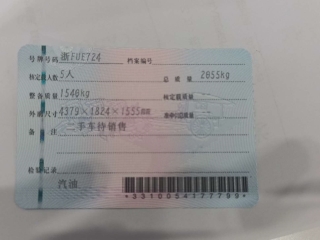 号牌号码 浙FUE7Z4 档案编号
核定载人数 5人 总质量 2055kg
整备质量 1540kg 核定载质量
外廓尺寸 4379×1824×1555mm 准牵引总质量
备注 二手车待销售
检验记录
汽油
*3310054177799*